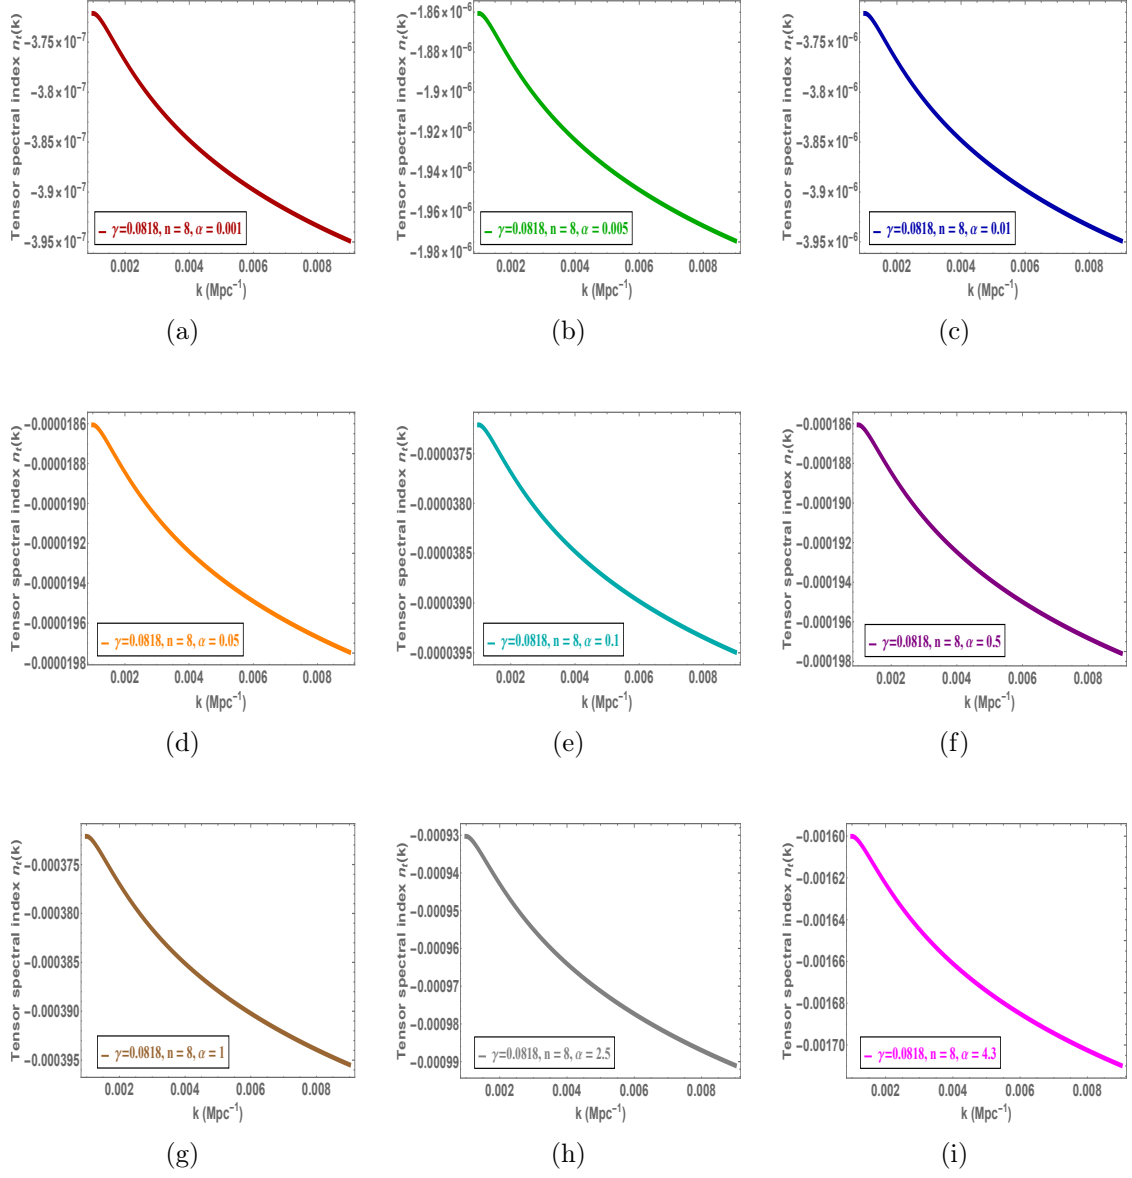 Tensor spectral index nₜ(k)
−3.75×10⁻⁷
−3.8×10⁻⁷
−3.85×10⁻⁷
−3.9×10⁻⁷
−3.95×10⁻⁷
γ=0.0818, n = 8, α = 0.001
0.002 0.004 0.006 0.008
k (Mpc⁻¹)
(a)
Tensor spectral index nₜ(k)
−1.86×10⁻⁶
−1.88×10⁻⁶
−1.9×10⁻⁶
−1.92×10⁻⁶
−1.94×10⁻⁶
−1.96×10⁻⁶
−1.98×10⁻⁶
γ=0.0818, n = 8, α = 0.005
0.002 0.004 0.006 0.008
k (Mpc⁻¹)
(b)
Tensor spectral index nₜ(k)
−3.75×10⁻⁶
−3.8×10⁻⁶
−3.85×10⁻⁶
−3.9×10⁻⁶
−3.95×10⁻⁶
γ=0.0818, n = 8, α = 0.01
0.002 0.004 0.006 0.008
k (Mpc⁻¹)
(c)
Tensor spectral index nₜ(k)
−0.0000186
−0.0000188
−0.0000190
−0.0000192
−0.0000194
−0.0000196
−0.0000198
γ=0.0818, n = 8, α = 0.05
0.002 0.004 0.006 0.008
k (Mpc⁻¹)
(d)
Tensor spectral index nₜ(k)
−0.0000375
−0.0000380
−0.0000385
−0.0000390
−0.0000395
γ=0.0818, n = 8, α = 0.1
0.002 0.004 0.006 0.008
k (Mpc⁻¹)
(e)
Tensor spectral index nₜ(k)
−0.000186
−0.000188
−0.000190
−0.000192
−0.000194
−0.000196
−0.000198
γ=0.0818, n = 8, α = 0.5
0.002 0.004 0.006 0.008
k (Mpc⁻¹)
(f)
Tensor spectral index nₜ(k)
−0.000375
−0.000380
−0.000385
−0.000390
−0.000395
γ=0.0818, n = 8, α = 1
0.002 0.004 0.006 0.008
k (Mpc⁻¹)
(g)
Tensor spectral index nₜ(k)
−0.00093
−0.00094
−0.00095
−0.00096
−0.00097
−0.00098
−0.00099
γ=0.0818, n = 8, α = 2.5
0.002 0.004 0.006 0.008
k (Mpc⁻¹)
(h)
Tensor spectral index nₜ(k)
−0.00160
−0.00162
−0.00164
−0.00166
−0.00168
−0.00170
γ=0.0818, n = 8, α = 4.3
0.002 0.004 0.006 0.008
k (Mpc⁻¹)
(i)